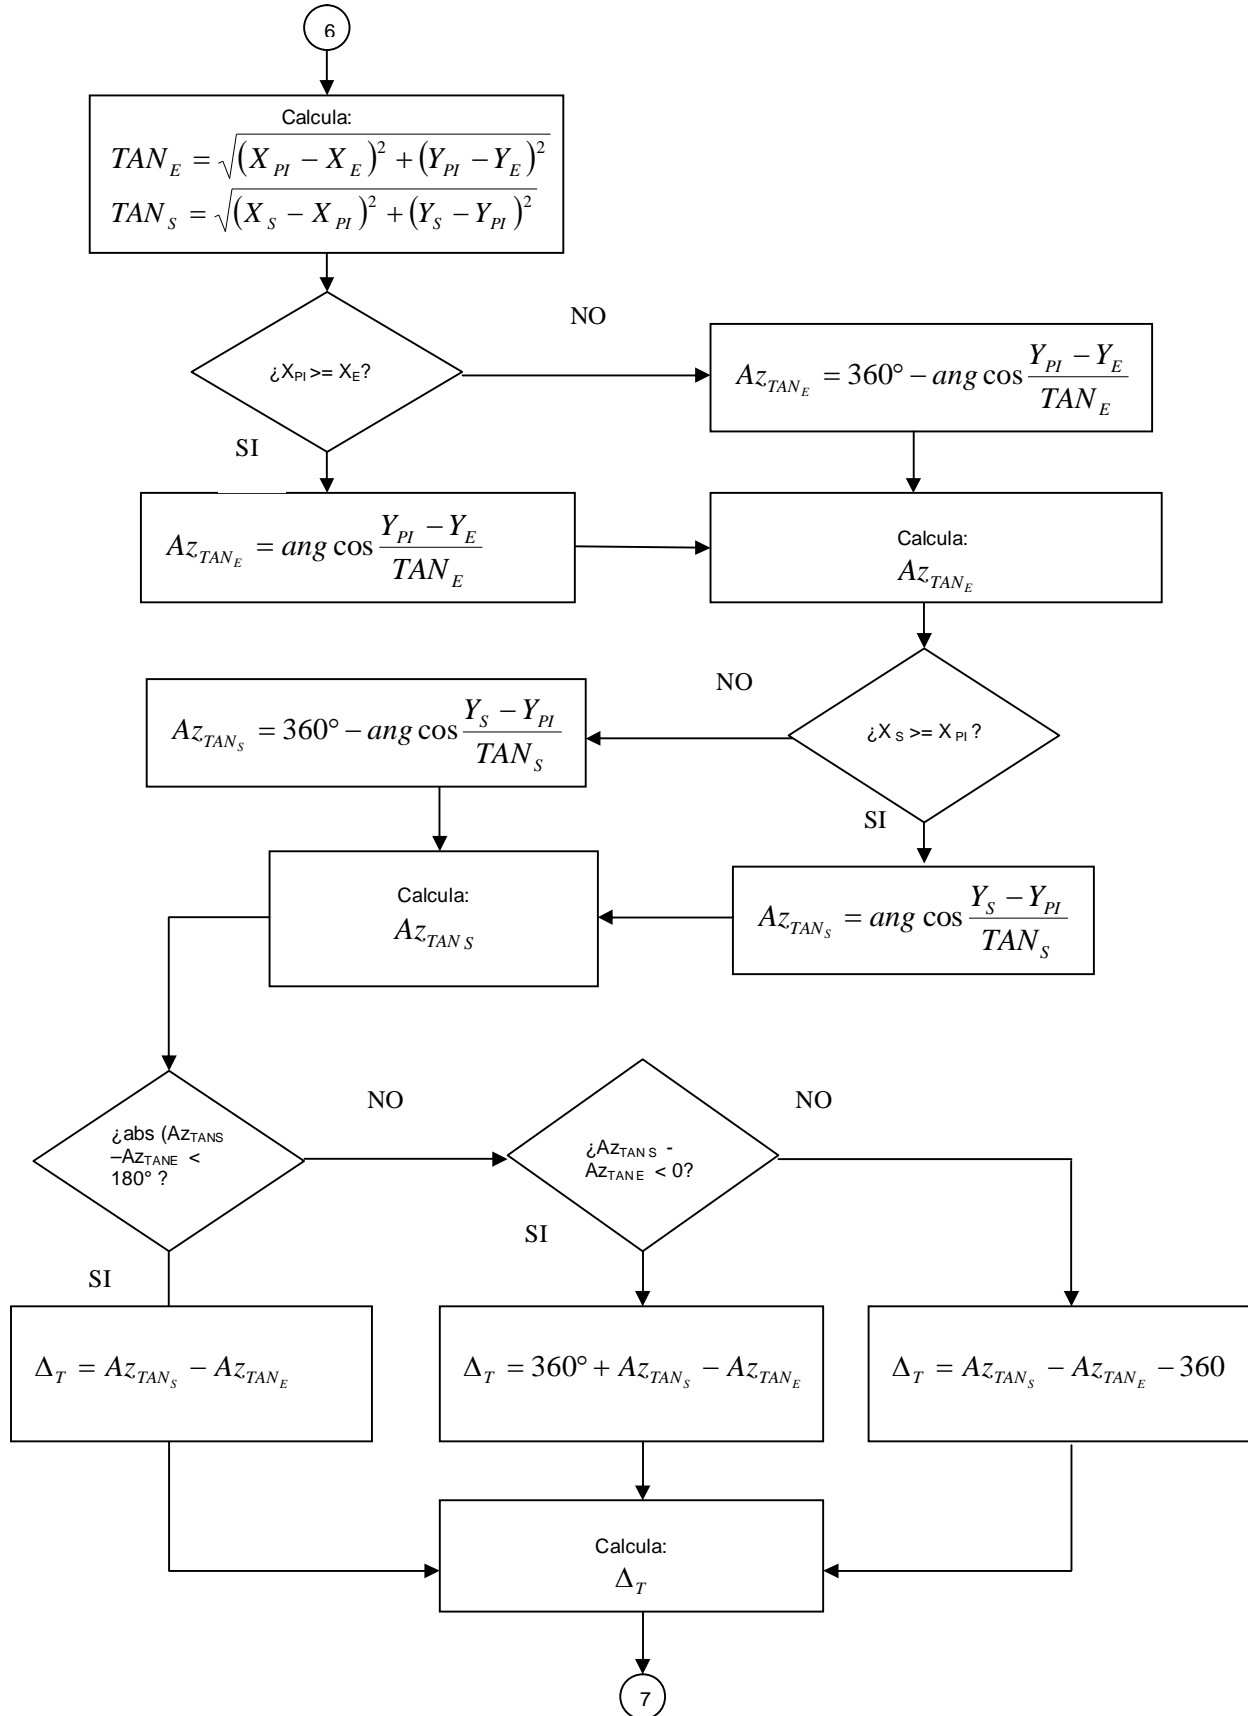 6
Calcula:
TAN_E = √((X_PI − X_E)² + (Y_PI − Y_E)²)
TAN_S = √((X_S − X_PI)² + (Y_S − Y_PI)²)
¿X_PI >= X_E?
NO
Az_TAN_E = 360° − ang cos (Y_PI − Y_E)/TAN_E
SI
Az_TAN_E = ang cos (Y_PI − Y_E)/TAN_E
Calcula:
Az_TAN_E
¿X_S >= X_PI?
NO
Az_TAN_S = 360° − ang cos (Y_S − Y_PI)/TAN_S
SI
Az_TAN_S = ang cos (Y_S − Y_PI)/TAN_S
Calcula:
Az_TAN S
¿abs (Az_TANS
–Az_TANE <
180° ?
NO
¿Az_TAN S -
Az_TAN E < 0?
NO
SI
SI
Δ_T = Az_TAN_S − Az_TAN_E
Δ_T = 360° + Az_TAN_S − Az_TAN_E
Δ_T = Az_TAN_S − Az_TAN_E − 360
Calcula:
Δ_T
7